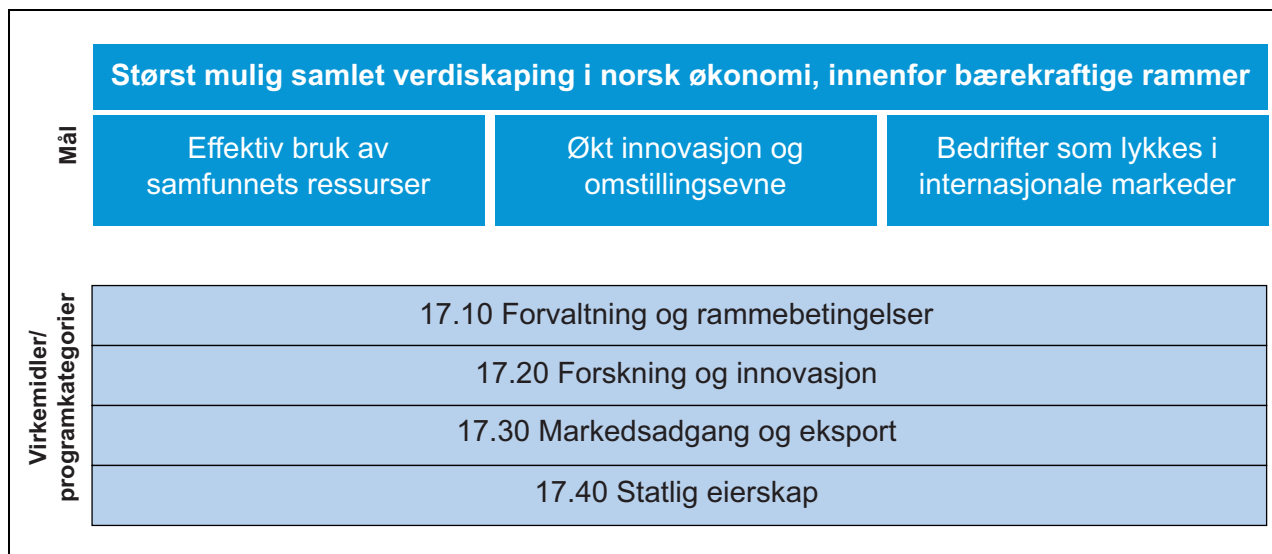 Størst mulig samlet verdiskaping i norsk økonomi, innenfor bærekraftige rammer
Mål
Effektiv bruk av
samfunnets ressurser
Økt innovasjon og
omstillingsevne
Bedrifter som lykkes i
internasjonale markeder
Virkemidler/
programkategorier
17.10 Forvaltning og rammebetingelser
17.20 Forskning og innovasjon
17.30 Markedsadgang og eksport
17.40 Statlig eierskap